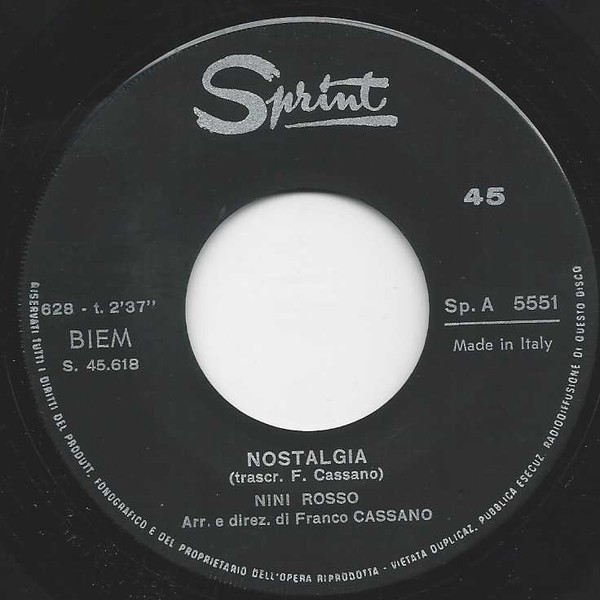 Sprint
45
628 - t. 2'37"
BIEM
S. 45.618
Sp. A 5551
Made in Italy
NOSTALGIA
(trascr. F. Cassano)
NINI ROSSO
Arr. e direz. di Franco CASSANO
RISERVATI TUTTI I DIRITTI DEL PRODUTT. FONOGRAFICO E DEL PROPRIETARIO DELL'OPERA RIPRODOTTA - VIETATA DUPLICAZ. PUBBLICA ESECUZ. RADIODIFFUSIONE DI QUESTO DISCO